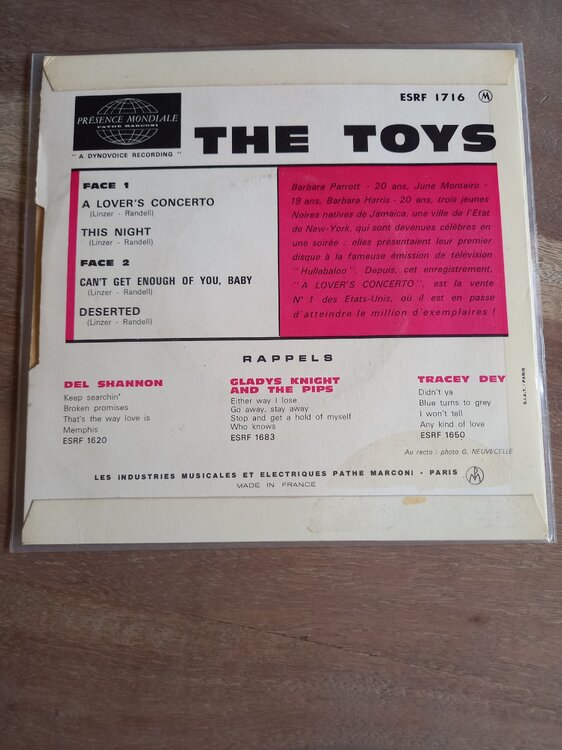 ESRF 1716 M
PRÉSENCE MONDIALE
PATHE MARCONI
"A DYNOVOICE RECORDING"
THE TOYS
FACE 1
A LOVER'S CONCERTO
(Linzer - Randell)
THIS NIGHT
(Linzer - Randell)
FACE 2
CAN'T GET ENOUGH OF YOU, BABY
(Linzer - Randell)
DESERTED
(Linzer - Randell)
Barbara Parrott - 20 ans, June Monteiro -
19 ans, Barbara Harris - 20 ans, trois jeunes
Noires natives de Jamaica, une ville de l'Etat
de New-York, qui sont devenues célèbres en
une soirée : elles présentaient leur premier
disque à la fameuse émission de télévision
"Hullabaloo". Depuis, cet enregistrement,
"A LOVER'S CONCERTO", est la vente
N° 1 des Etats-Unis, où il est en passe
d'atteindre le million d'exemplaires !
RAPPELS
DEL SHANNON
Keep searchin'
Broken promises
That's the way love is
Memphis
ESRF 1620
GLADYS KNIGHT
AND THE PIPS
Either way I lose
Go away, stay away
Stop and get a hold of myself
Who knows
ESRF 1683
TRACEY DEY
Didn't ya
Blue turns to grey
I won't tell
Any kind of love
ESRF 1650
Au recto : photo G. NEUVECELLE
S.I.A.T. - PARIS
LES INDUSTRIES MUSICALES ET ELECTRIQUES PATHE MARCONI - PARIS
MADE IN FRANCE